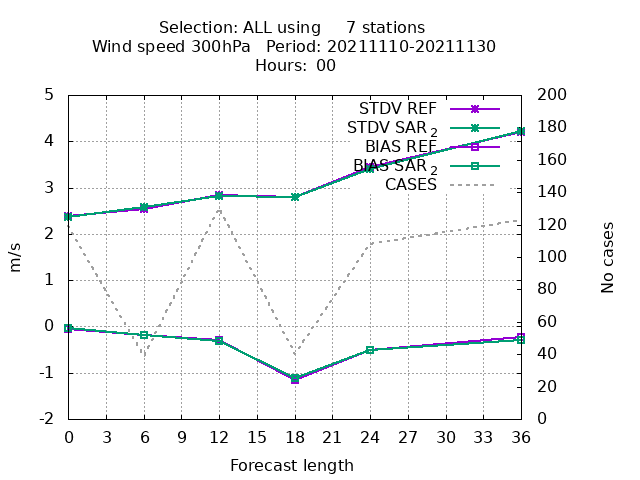 Selection: ALL using     7 stations
Wind speed 300hPa   Period: 20211110-20211130
Hours: 00
STDV REF
STDV SAR 2
BIAS REF
BIAS SAR 2
CASES
5
4
3
2
1
0
-1
-2
m/s
200
180
160
140
120
100
80
60
40
20
0
No cases
0 3 6 9 12 15 18 21 24 27 30 33 36
Forecast length